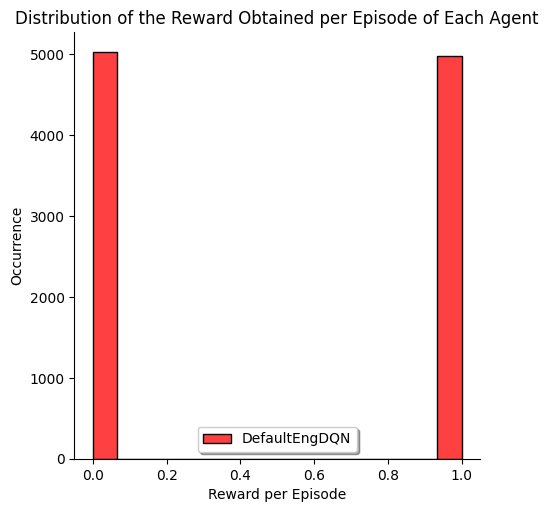 Distribution of the Reward Obtained per Episode of Each Agent
5000
4000
3000
2000
1000
0
Occurrence
DefaultEngDQN
0.0 0.2 0.4 0.6 0.8 1.0
Reward per Episode